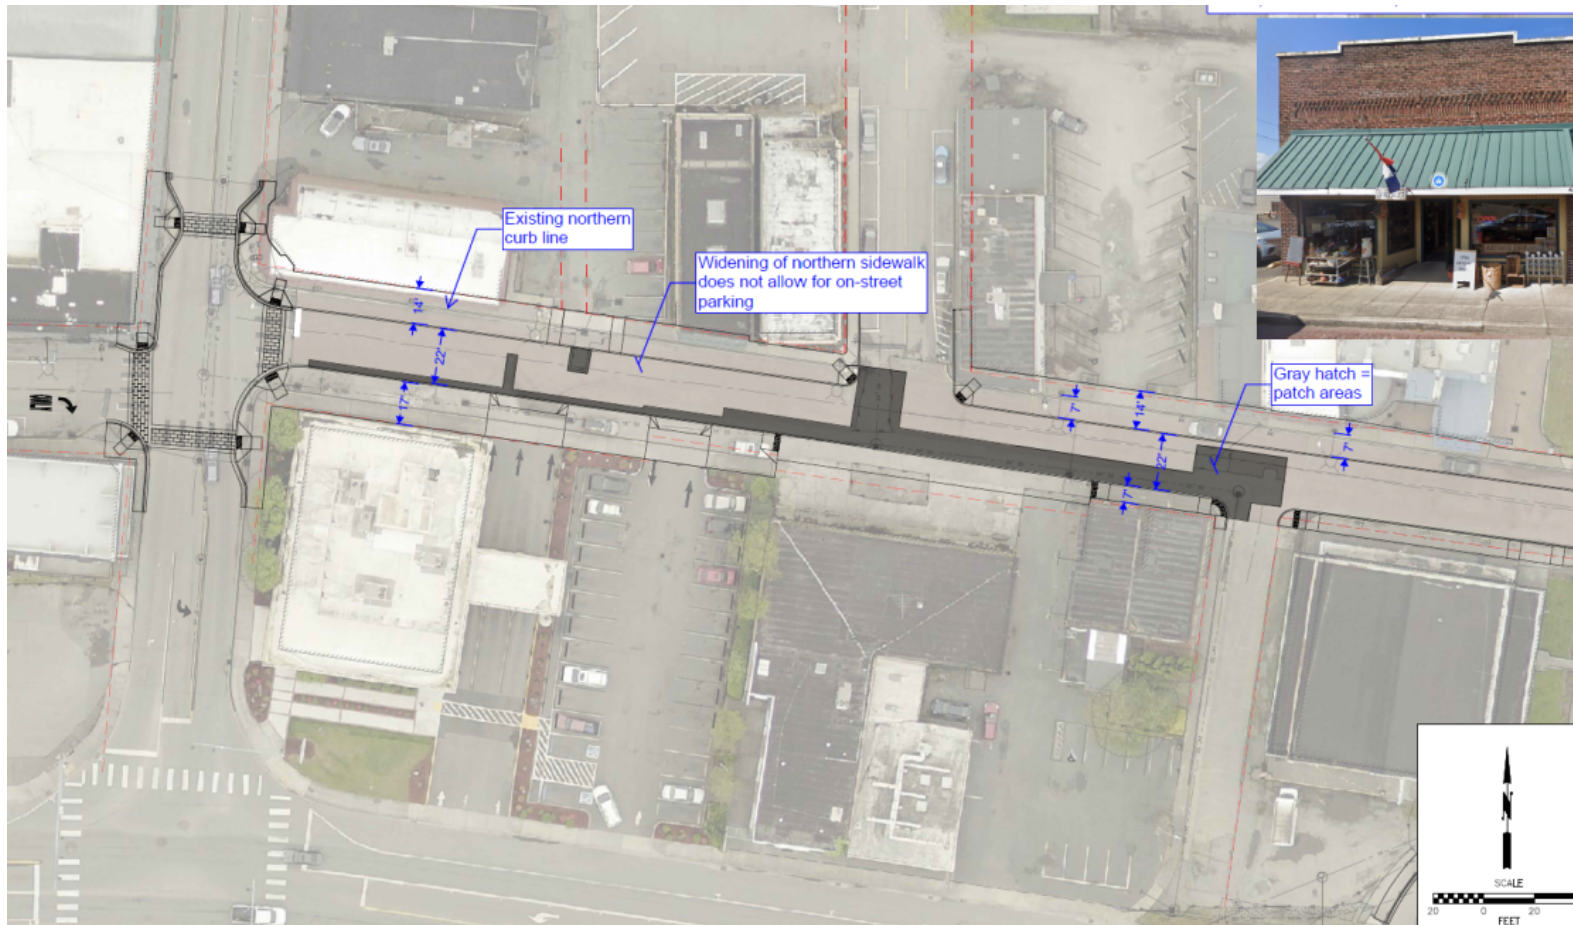 Existing northern
curb line
Widening of northern sidewalk
does not allow for on-street
parking
14'
22'
17'
Gray hatch =
patch areas
7'
14'
7'
22'
7'
N
SCALE
20
0
20
FEET